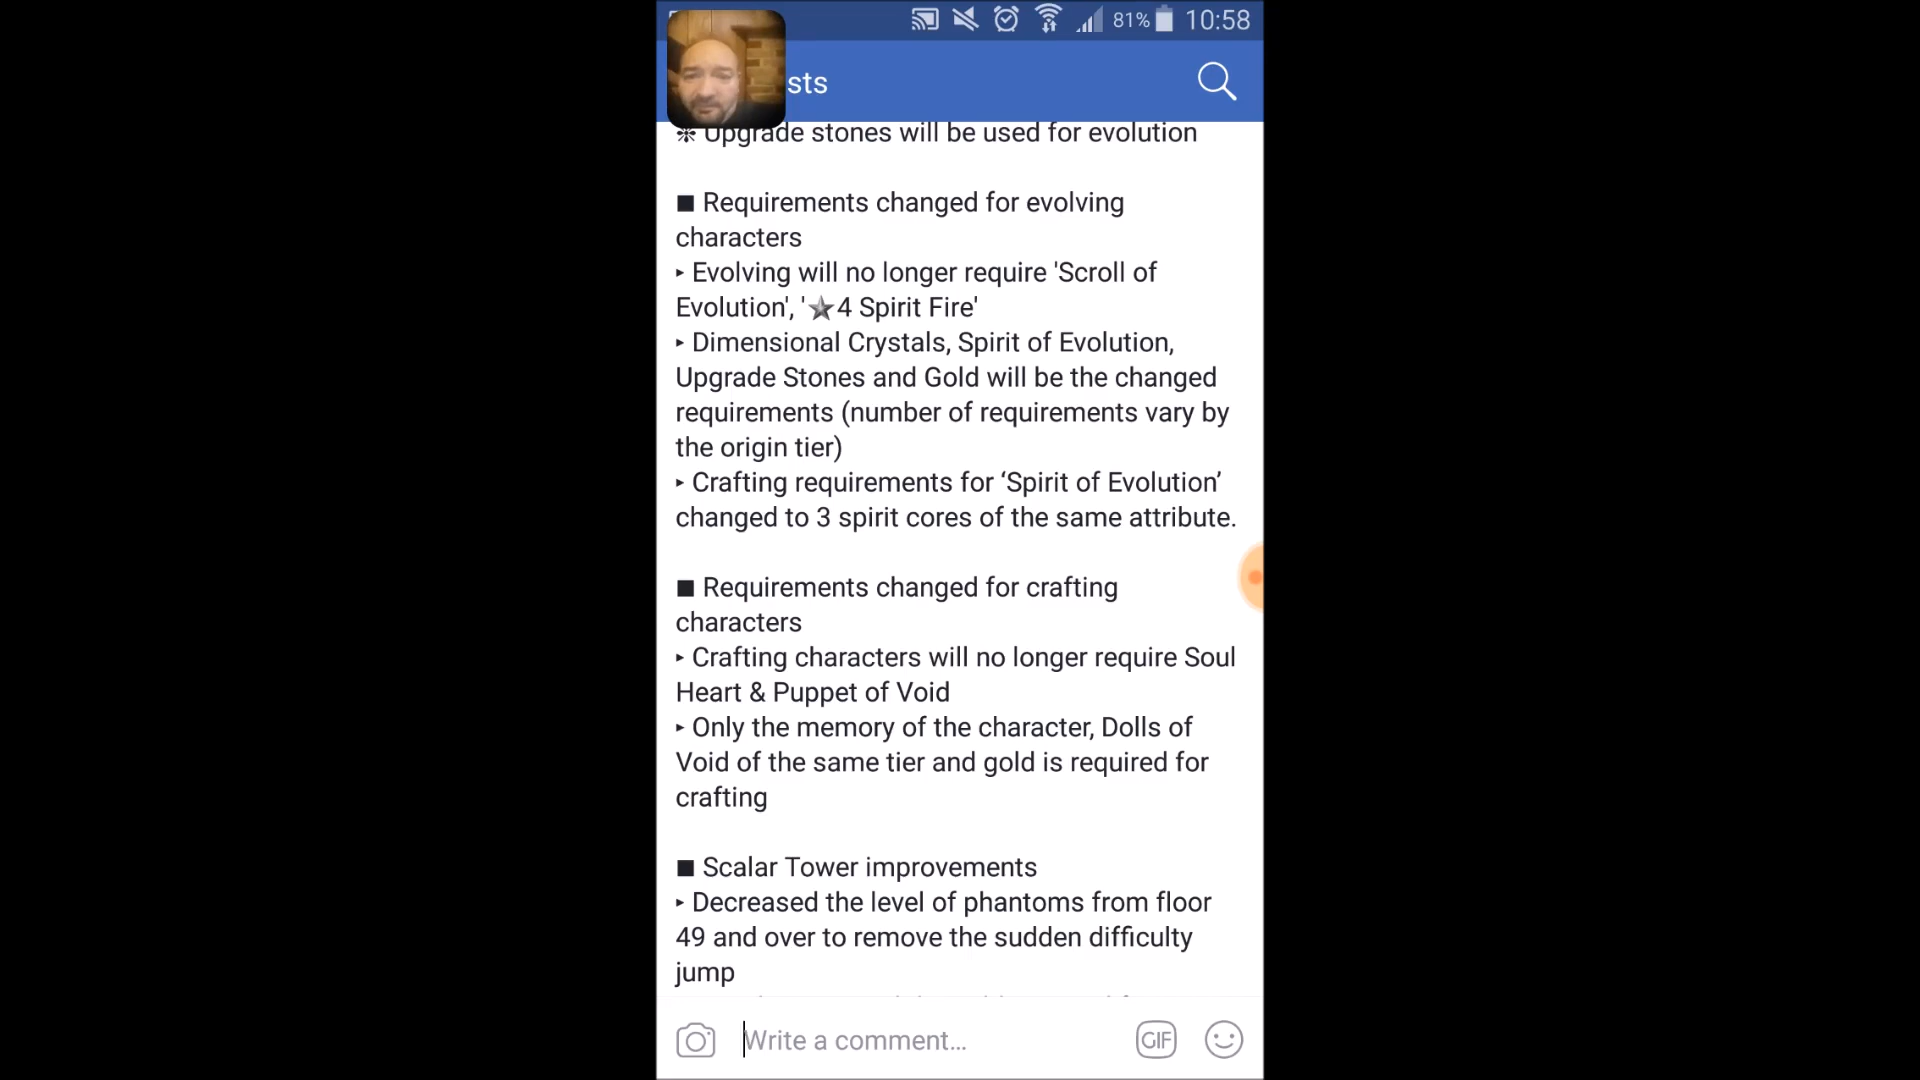 81% 10:58
sts
❊ Upgrade stones will be used for evolution
■ Requirements changed for evolving
characters
‣ Evolving will no longer require 'Scroll of
Evolution', '★4 Spirit Fire'
‣ Dimensional Crystals, Spirit of Evolution,
Upgrade Stones and Gold will be the changed
requirements (number of requirements vary by
the origin tier)
‣ Crafting requirements for ‘Spirit of Evolution’
changed to 3 spirit cores of the same attribute.
■ Requirements changed for crafting
characters
‣ Crafting characters will no longer require Soul
Heart & Puppet of Void
‣ Only the memory of the character, Dolls of
Void of the same tier and gold is required for
crafting
■ Scalar Tower improvements
‣ Decreased the level of phantoms from floor
49 and over to remove the sudden difficulty
jump
Write a comment...
GIF